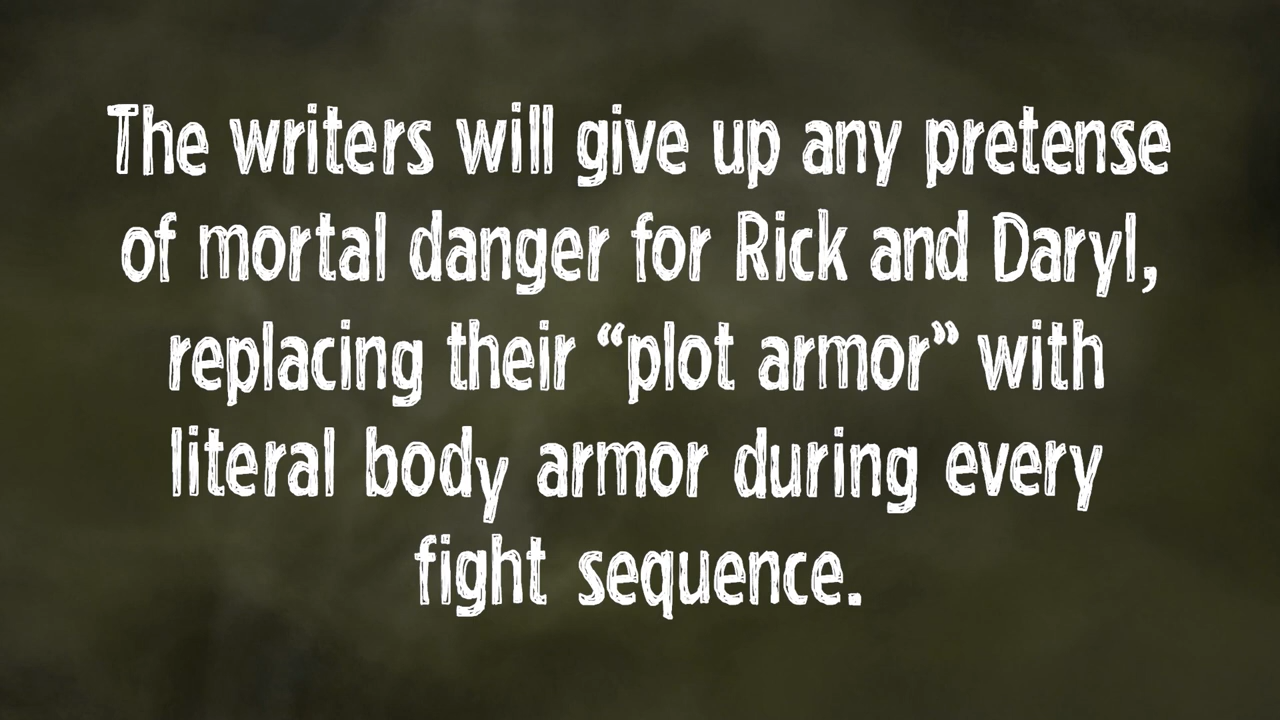 The writers will give up any pretense
of mortal danger for Rick and Daryl,
replacing their “plot armor” with
literal body armor during every
fight sequence.